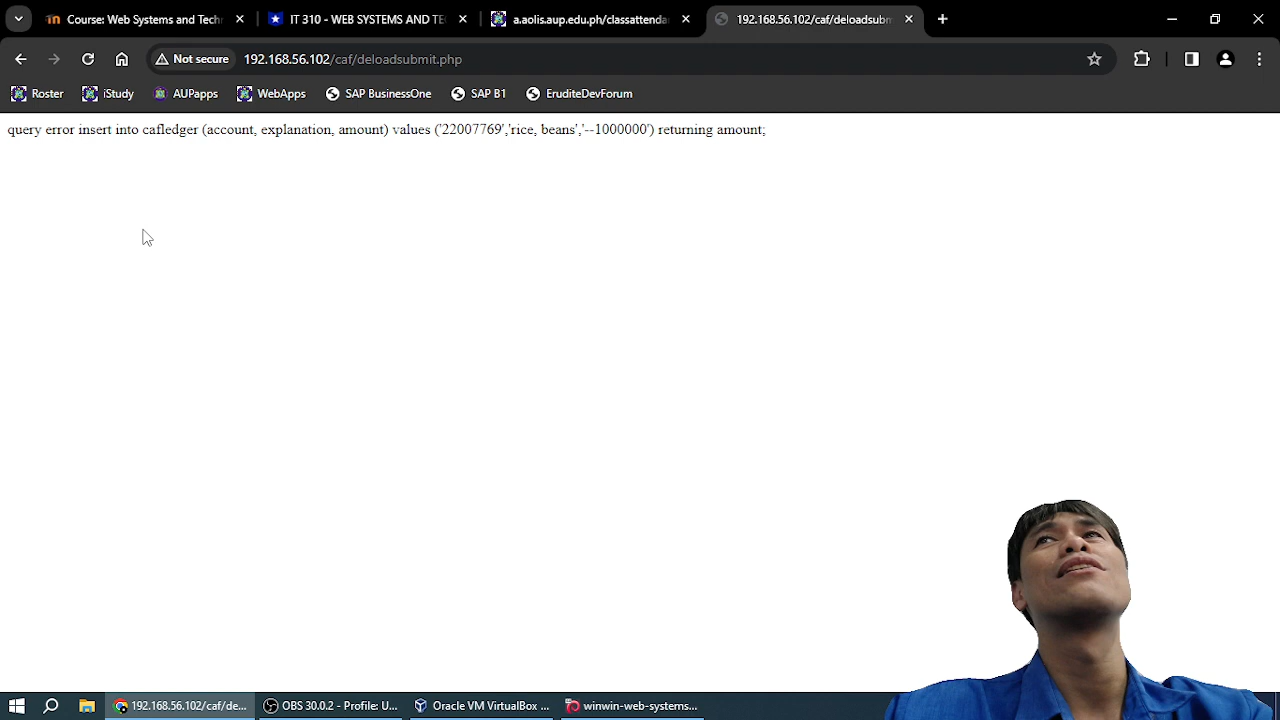 Course: Web Systems and Techn
IT 310 - WEB SYSTEMS AND TEC
a.aolis.aup.edu.ph/classattenda
192.168.56.102/caf/deloadsubm
Not secure
192.168.56.102/caf/deloadsubmit.php
Roster
iStudy
AUPapps
WebApps
SAP BusinessOne
SAP B1
EruditeDevForum
query error insert into cafledger (account, explanation, amount) values ('22007769','rice, beans','--1000000') returning amount;
192.168.56.102/caf/de...
OBS 30.0.2 - Profile: U...
Oracle VM VirtualBox ...
winwin-web-systems...